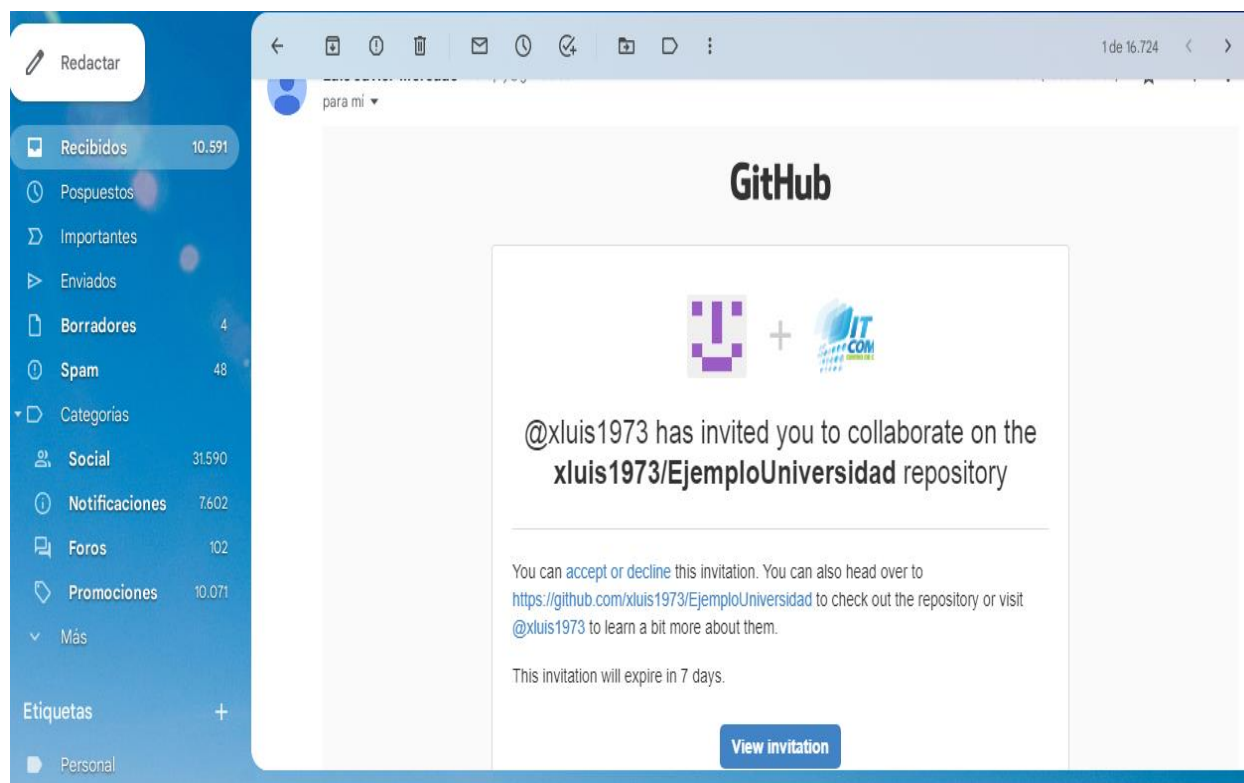 Redactar
1 de 16.724
para mí
Recibidos 10.591
Pospuestos
Importantes
Enviados
Borradores 4
Spam 48
Categorías
Social 31.590
Notificaciones 7.602
Foros 102
Promociones 10.071
Más
Etiquetas +
Personal
GitHub
+
IT
COM
@xluis1973 has invited you to collaborate on the
xluis1973/EjemploUniversidad repository
You can accept or decline this invitation. You can also head over to
https://github.com/xluis1973/EjemploUniversidad to check out the repository or visit
@xluis1973 to learn a bit more about them.
This invitation will expire in 7 days.
View invitation